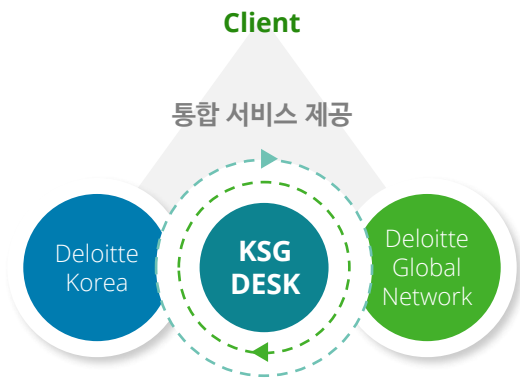 Client
통합 서비스 제공
Deloitte
Korea
KSG
DESK
Deloitte
Global
Network